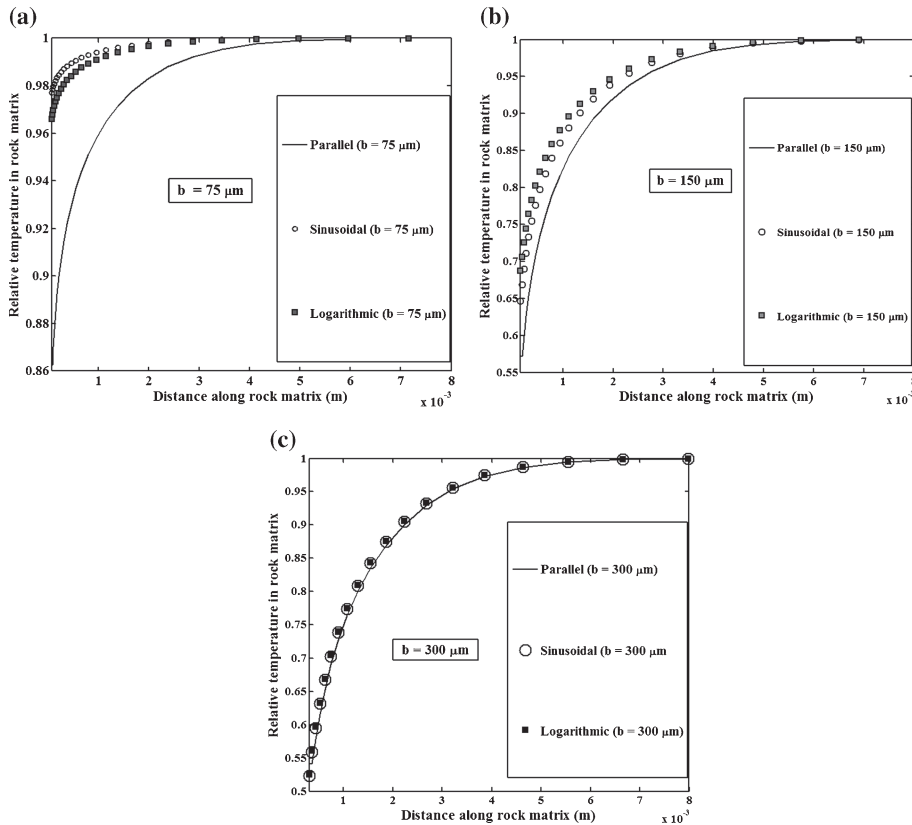 (a)
Relative temperature in rock matrix
1
0.98
0.96
0.94
0.92
0.9
0.88
0.86
Parallel (b = 75 μm)
b = 75 μm
Sinusoidal (b = 75 μm)
Logarithmic (b = 75 μm)
1 2 3 4 5 6 7 8
Distance along rock matrix (m)
x 10⁻³
(b)
Relative temperature in rock matrix
1
0.95
0.9
0.85
0.8
0.75
0.7
0.65
0.6
0.55
Parallel (b = 150 μm)
b = 150 μm
Sinusoidal (b = 150 μm
Logarithmic (b = 150 μm)
1 2 3 4 5 6 7 8
Distance along rock matrix (m)
x 10⁻³
(c)
Relative temperature in rock matrix
1
0.95
0.9
0.85
0.8
0.75
0.7
0.65
0.6
0.55
0.5
Parallel (b = 300 μm)
b = 300 μm
Sinusoidal (b = 300 μm
Logarithmic (b = 300 μm)
1 2 3 4 5 6 7 8
Distance along rock matrix (m)
x 10⁻³